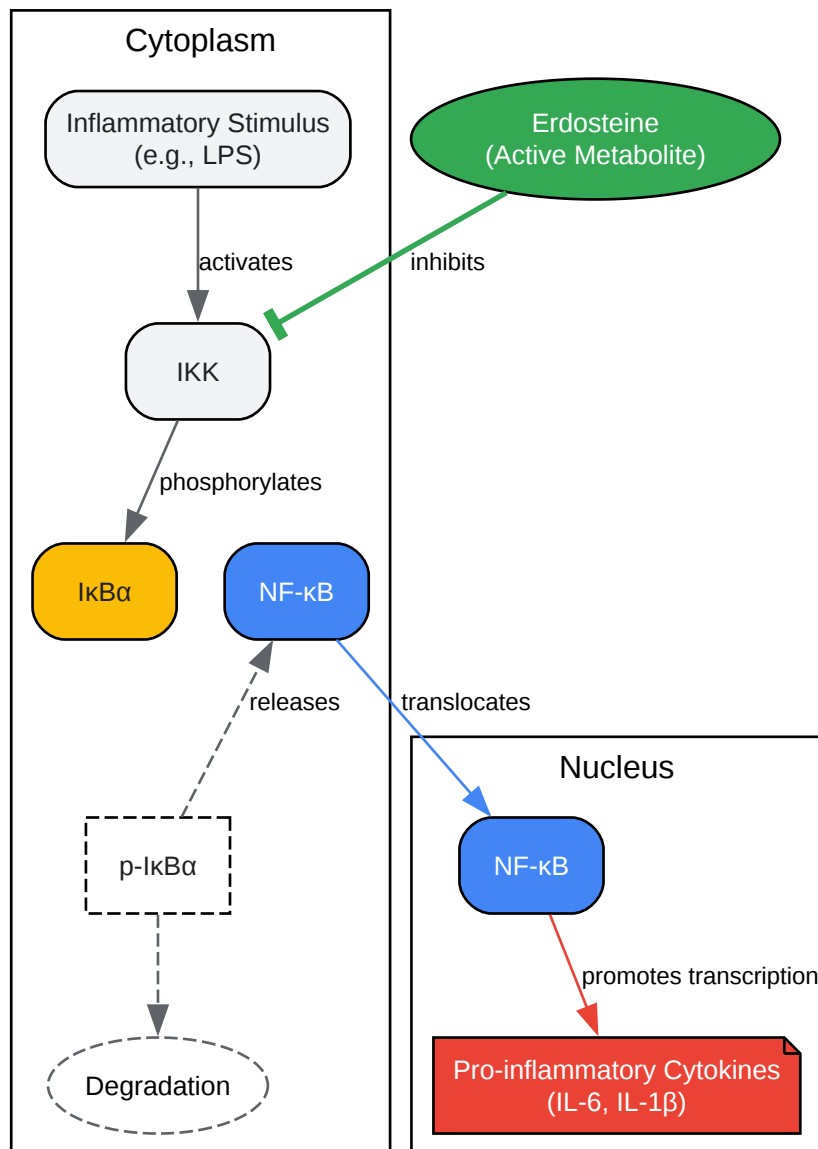 Cytoplasm
Inflammatory Stimulus
(e.g., LPS)
Erdosteine
(Active Metabolite)
activates
inhibits
IKK
phosphorylates
IκBα
NF-κB
releases
translocates
Nucleus
p-IκBα
NF-κB
promotes transcription
Degradation
Pro-inflammatory Cytokines
(IL-6, IL-1β)